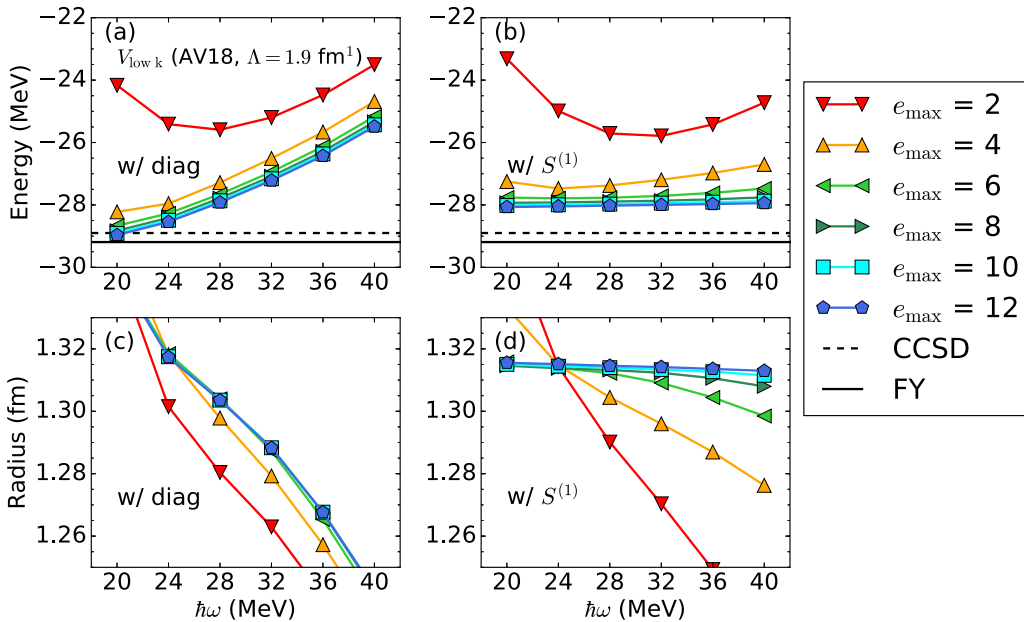 (a)
V_low k (AV18, Λ = 1.9 fm¹)
w/ diag
−22
−24
−26
−28
−30
Energy (MeV)
20 24 28 32 36 40
(b)
w/ S⁽¹⁾
−22
−24
−26
−28
−30
20 24 28 32 36 40
(c)
w/ diag
1.32
1.30
1.28
1.26
Radius (fm)
20 24 28 32 36 40
ħω (MeV)
(d)
w/ S⁽¹⁾
1.32
1.30
1.28
1.26
20 24 28 32 36 40
ħω (MeV)
e_max = 2
e_max = 4
e_max = 6
e_max = 8
e_max = 10
e_max = 12
CCSD
FY